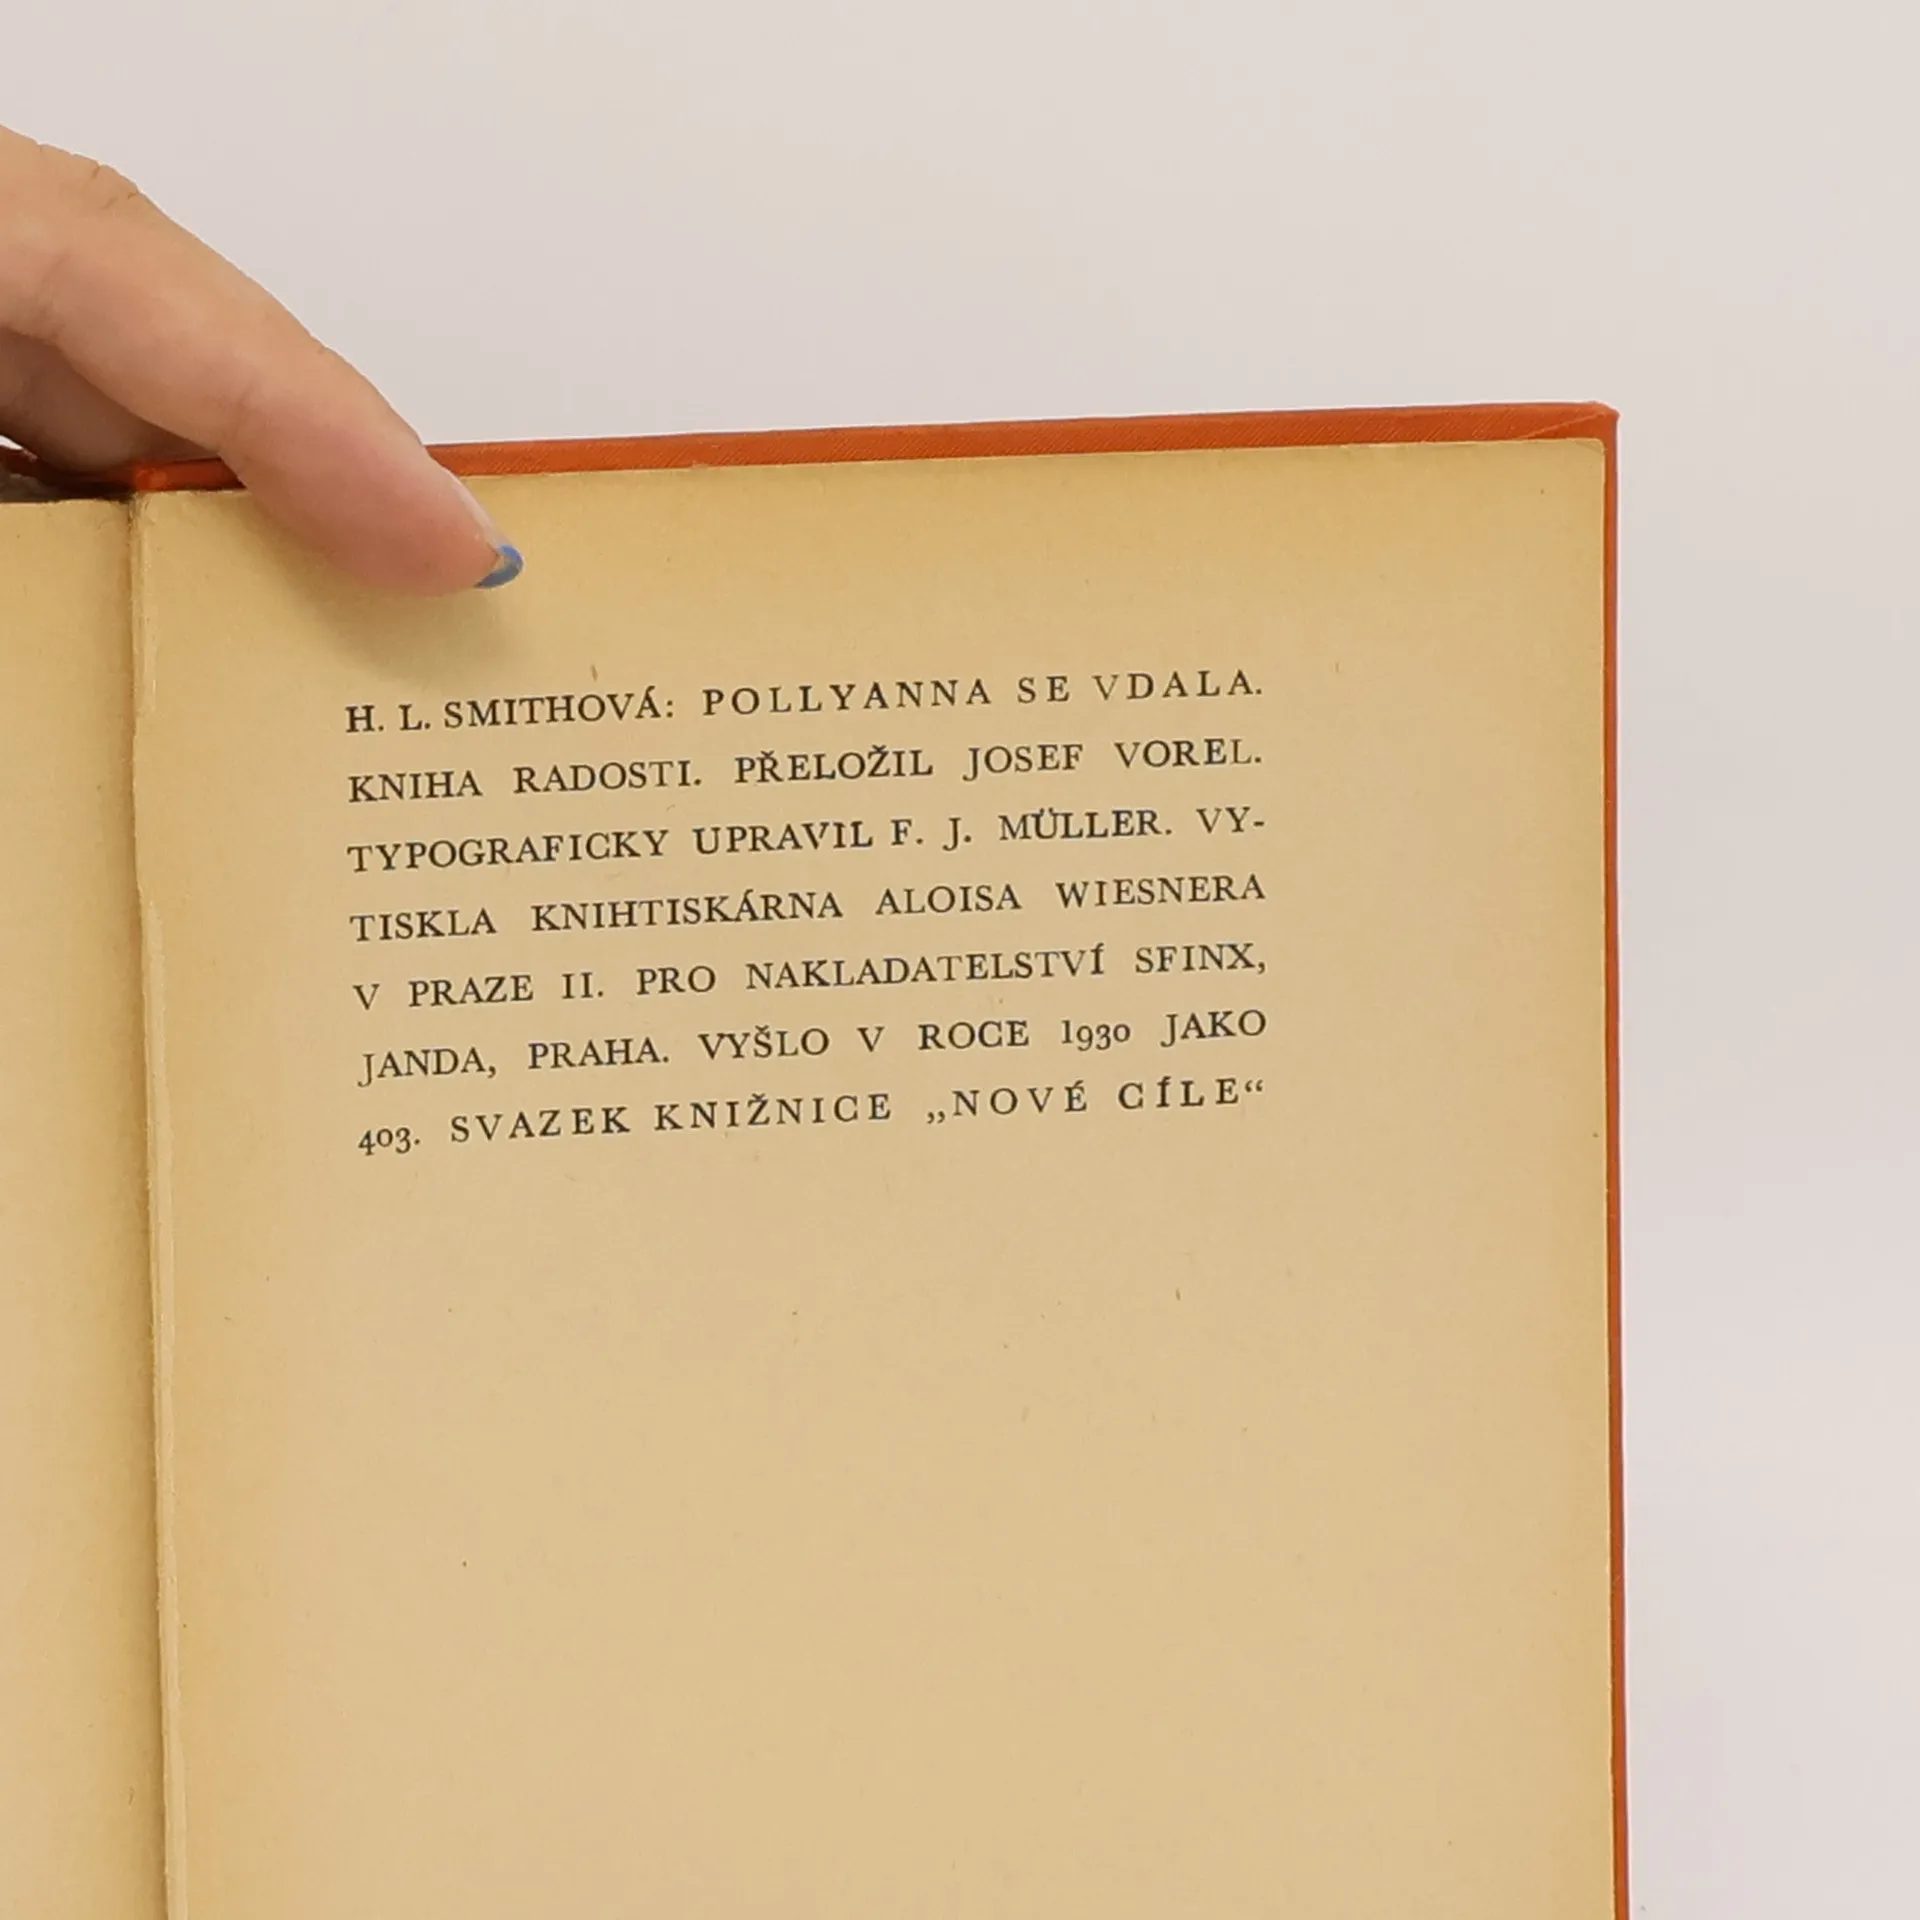 H. L. SMITHOVÁ: POLLYANNA SE VDALA.
KNIHA RADOSTI. PŘELOŽIL JOSEF VOREL.
TYPOGRAFICKY UPRAVIL F. J. MÜLLER. VY-
TISKLA KNIHTISKÁRNA ALOISA WIESNERA
V PRAZE II. PRO NAKLADATELSTVÍ SFINX,
JANDA, PRAHA. VYŠLO V ROCE 1930 JAKO
403. SVAZEK KNIŽNICE „NOVÉ CÍLE“